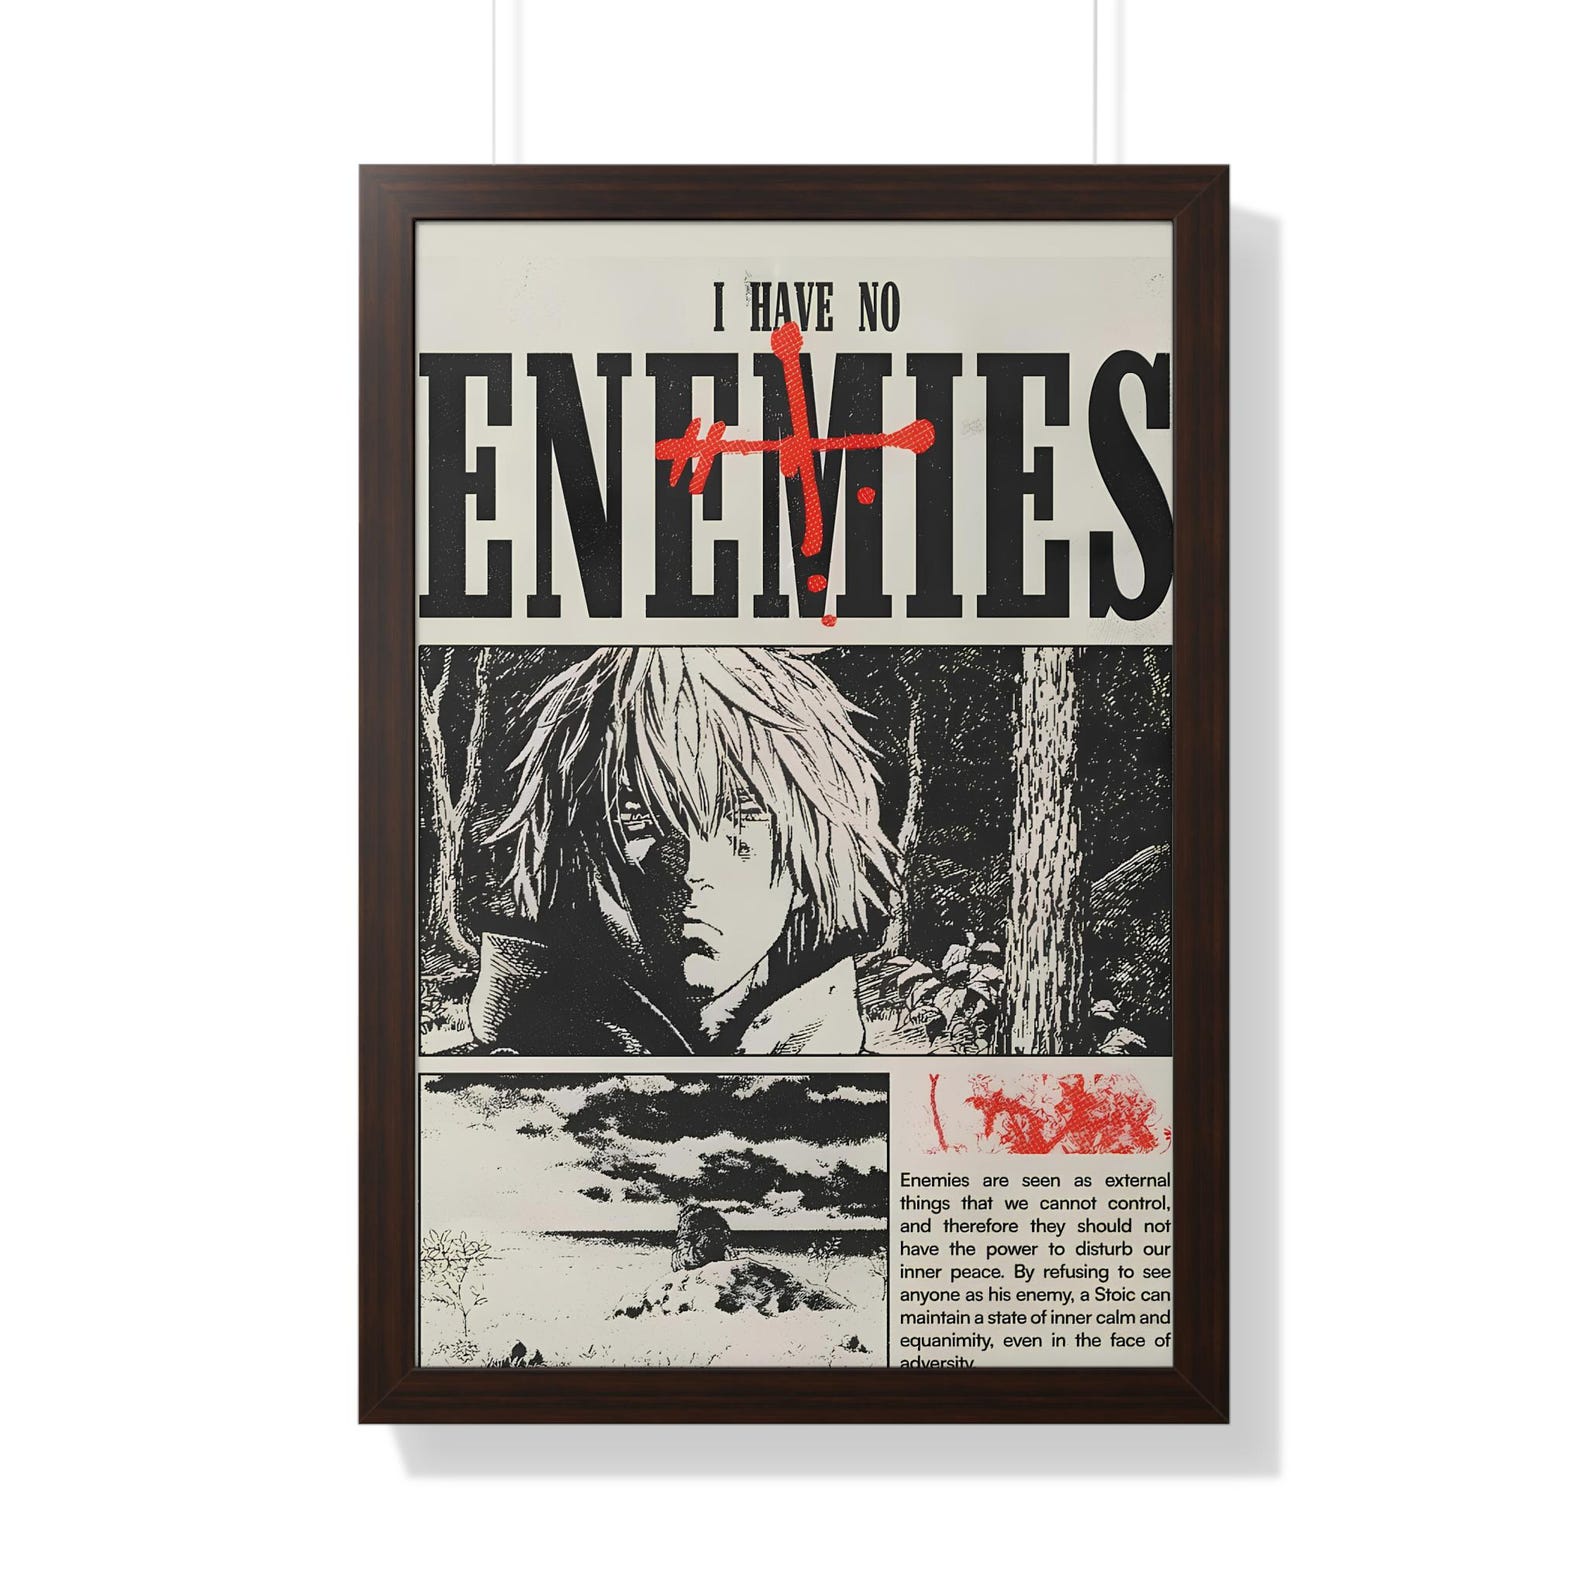 I HAVE NO
ENEMIES
Enemies are seen as external
things that we cannot control,
and therefore they should not
have the power to disturb our
inner peace. By refusing to see
anyone as his enemy, a Stoic can
maintain a state of inner calm and
equanimity, even in the face of
adversity.